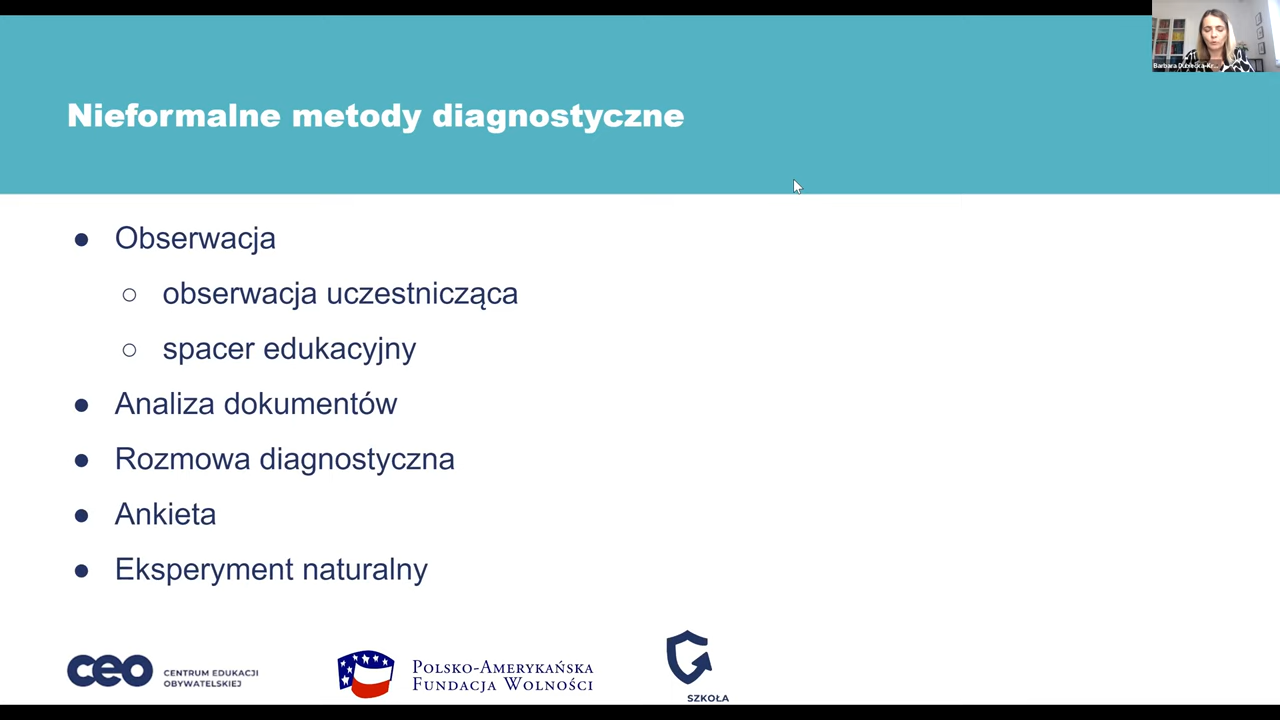 Nieformalne metody diagnostyczne
Barbara
● Obserwacja
○ obserwacja uczestnicząca
○ spacer edukacyjny
● Analiza dokumentów
● Rozmowa diagnostyczna
● Ankieta
● Eksperyment naturalny
ceo
CENTRUM EDUKACJI
OBYWATELSKIEJ
POLSKO-AMERYKAŃSKA
FUNDACJA WOLNOŚCI
SZKOŁA